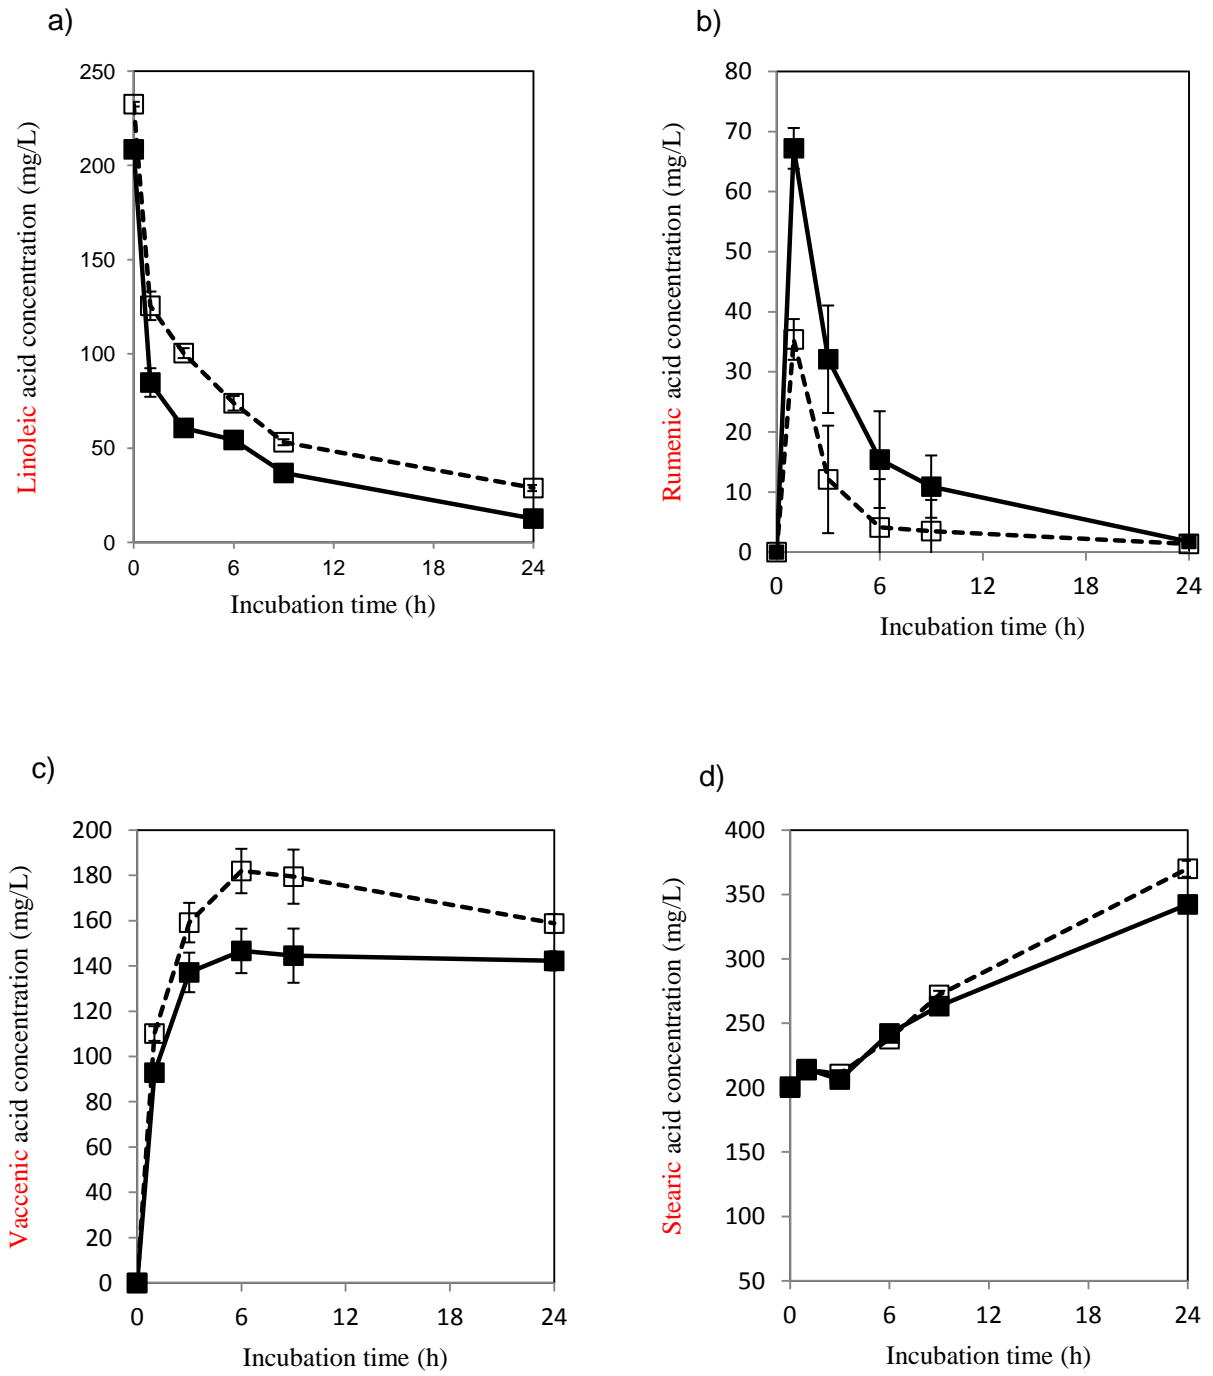 a)
250
200
150
100
50
0
0 6 12 18 24
Linoleic acid concentration (mg/L)
Incubation time (h)
b)
80
70
60
50
40
30
20
10
0
0 6 12 18 24
Rumenic acid concentration (mg/L)
Incubation time (h)
c)
200
180
160
140
120
100
80
60
40
20
0
0 6 12 18 24
Vaccenic acid concentration (mg/L)
Incubation time (h)
d)
400
350
300
250
200
150
100
50
0 6 12 18 24
Stearic acid concentration (mg/L)
Incubation time (h)